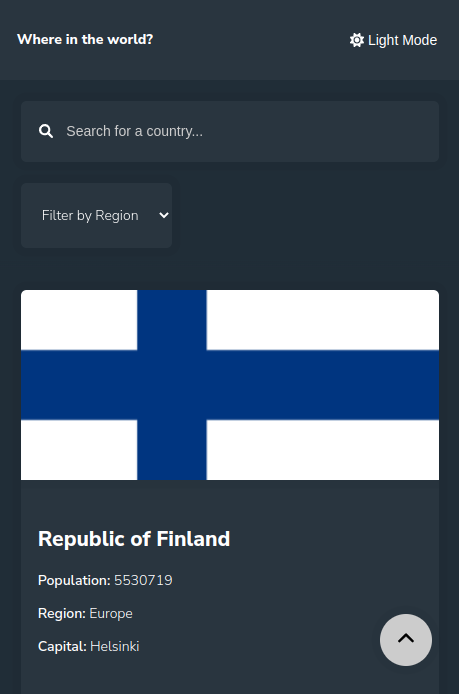 Where in the world?
Light Mode
Search for a country...
Filter by Region
Republic of Finland
Population: 5530719
Region: Europe
Capital: Helsinki